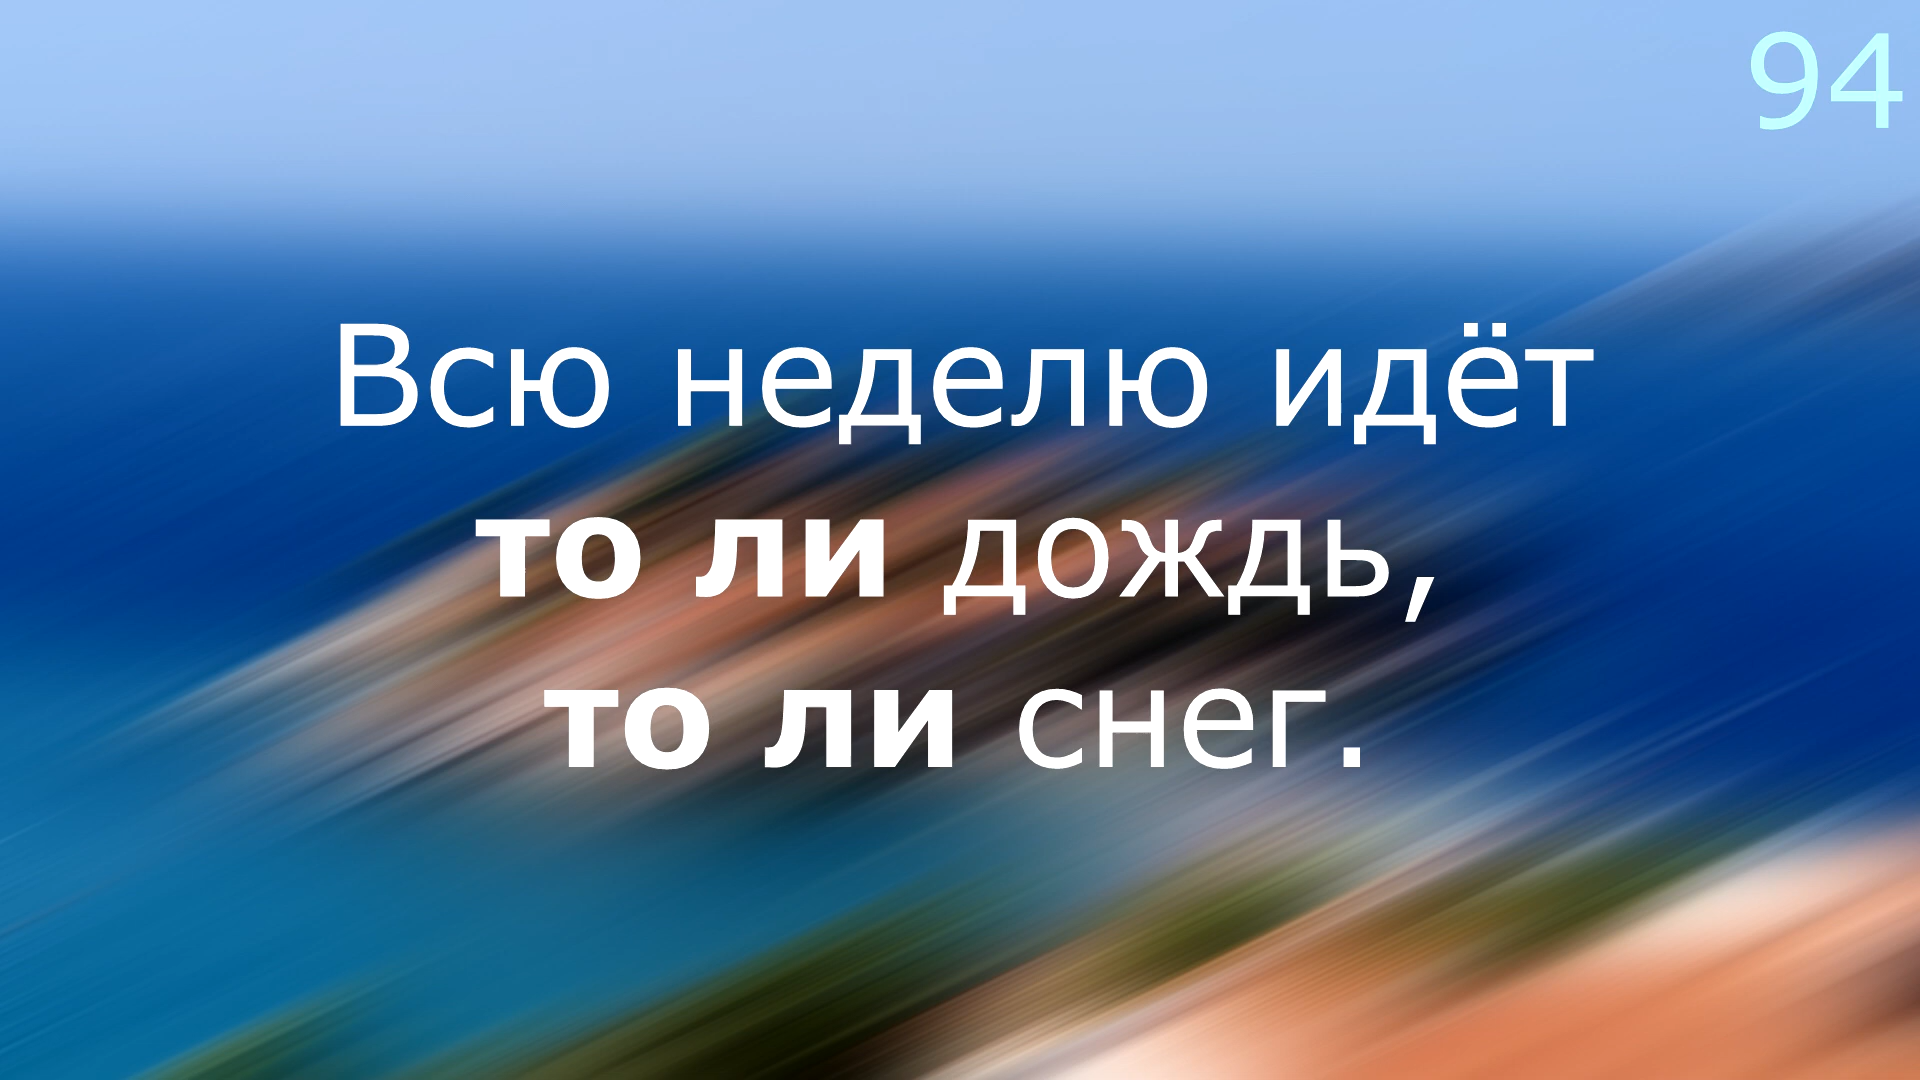 94
Всю неделю идёт
то ли дождь,
то ли снег.